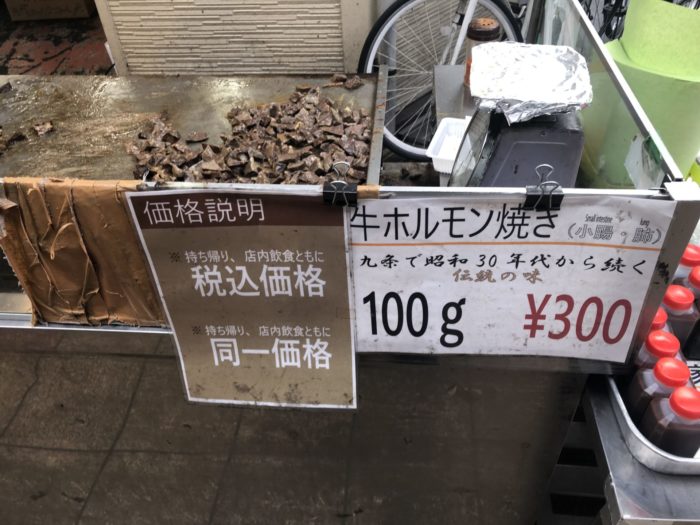 価格説明
※ 持ち帰り、店内飲食ともに
税込価格
※ 持ち帰り、店内飲食ともに
同一価格
牛ホルモン焼き
Small intestine
lung
(小腸・肺)
九条で昭和30年代から続く
伝統の味
100g
¥300